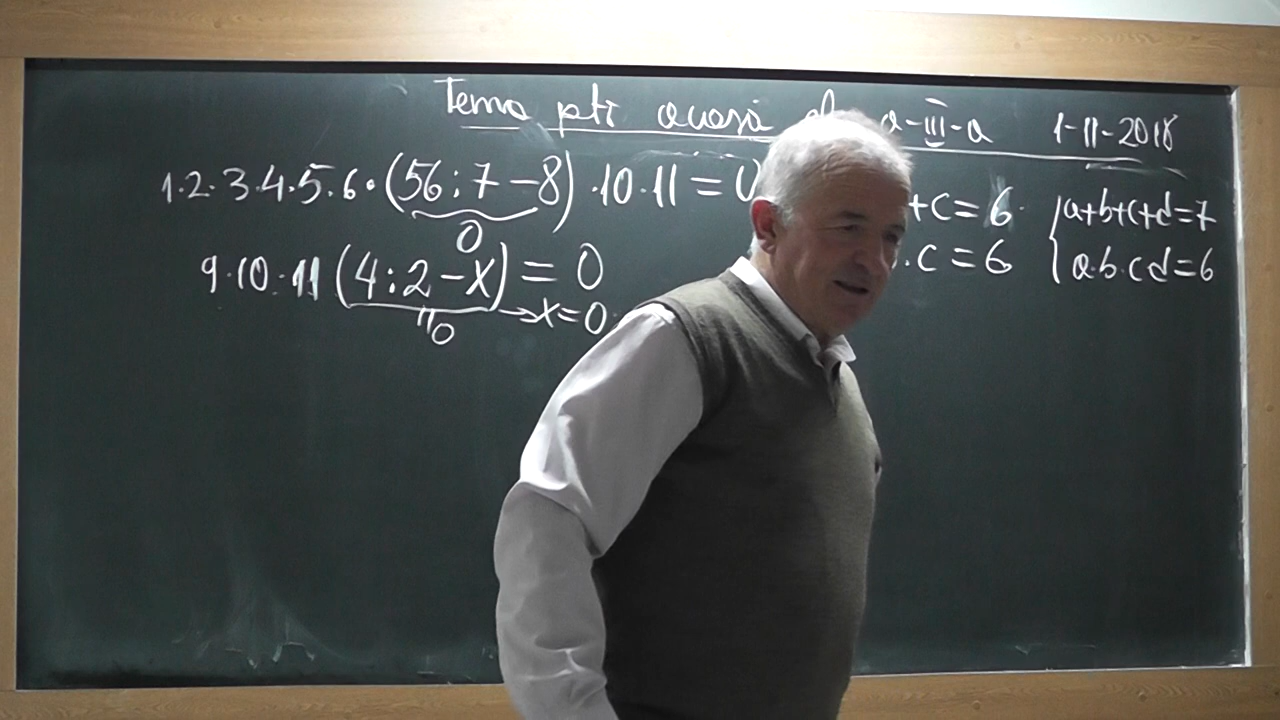 Tema ptr acasă a-III-a 1-11-2018
1·2·3·4·5·6·(56:7-8)·10·11=0
0
9·10·11(4:2-x)=0
"0 →x=0
+c=6
·c=6
{a+b+c+d=7
a·b·cd=6